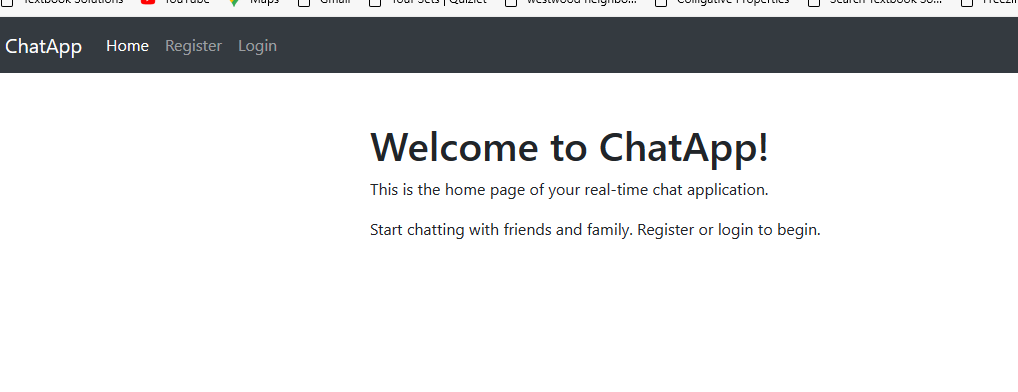 Textbook Solutions YouTube Maps Gmail Your Sets | Quizlet westwood neighbo... Colligative Properties Search Textbook So...
ChatApp Home Register Login
Welcome to ChatApp!
This is the home page of your real-time chat application.
Start chatting with friends and family. Register or login to begin.